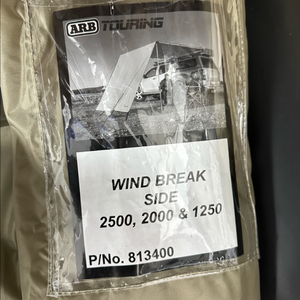 ARB TOURING
WIND BREAK
SIDE
2500, 2000 & 1250
P/No. 813400